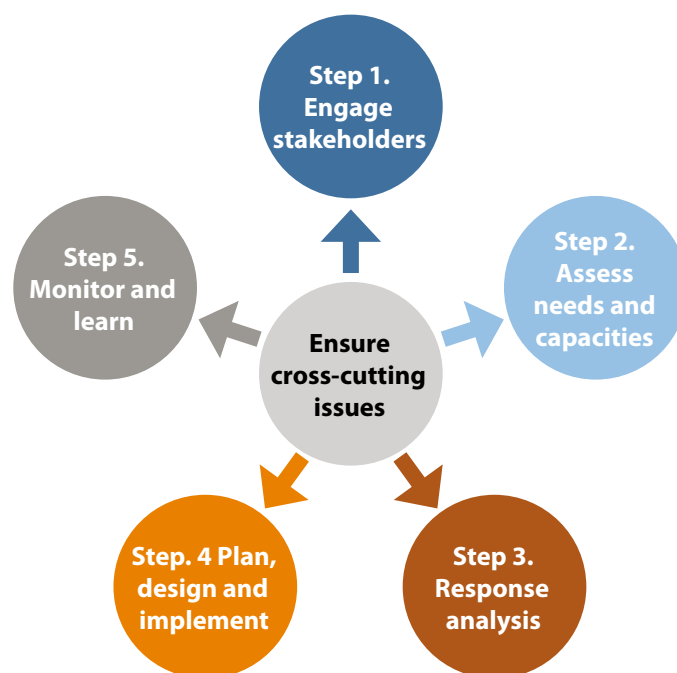 Step 1.
Engage
stakeholders
Step 2.
Assess
needs and
capacities
Step 3.
Response
analysis
Step. 4 Plan,
design and
implement
Step 5.
Monitor and
learn
Ensure
cross-cutting
issues